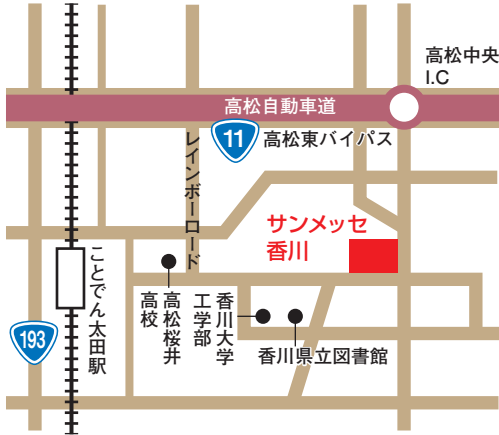 高松中央
I.C
高松自動車道
11
高松東バイパス
レインボーロード
サンメッセ
香川
ことでん太田駅
193
高松桜井
高校
香川大学
工学部
香川県立図書館